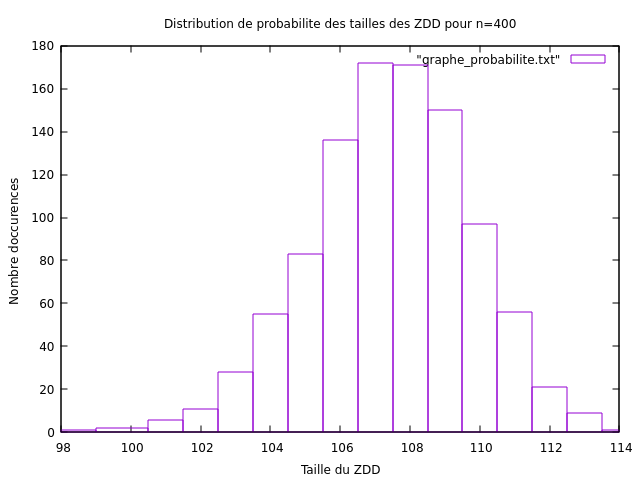 Distribution de probabilite des tailles des ZDD pour n=400
"graphe_probabilite.txt"
Nombre doccurences
180
160
140
120
100
80
60
40
20
0
98 100 102 104 106 108 110 112 114
Taille du ZDD